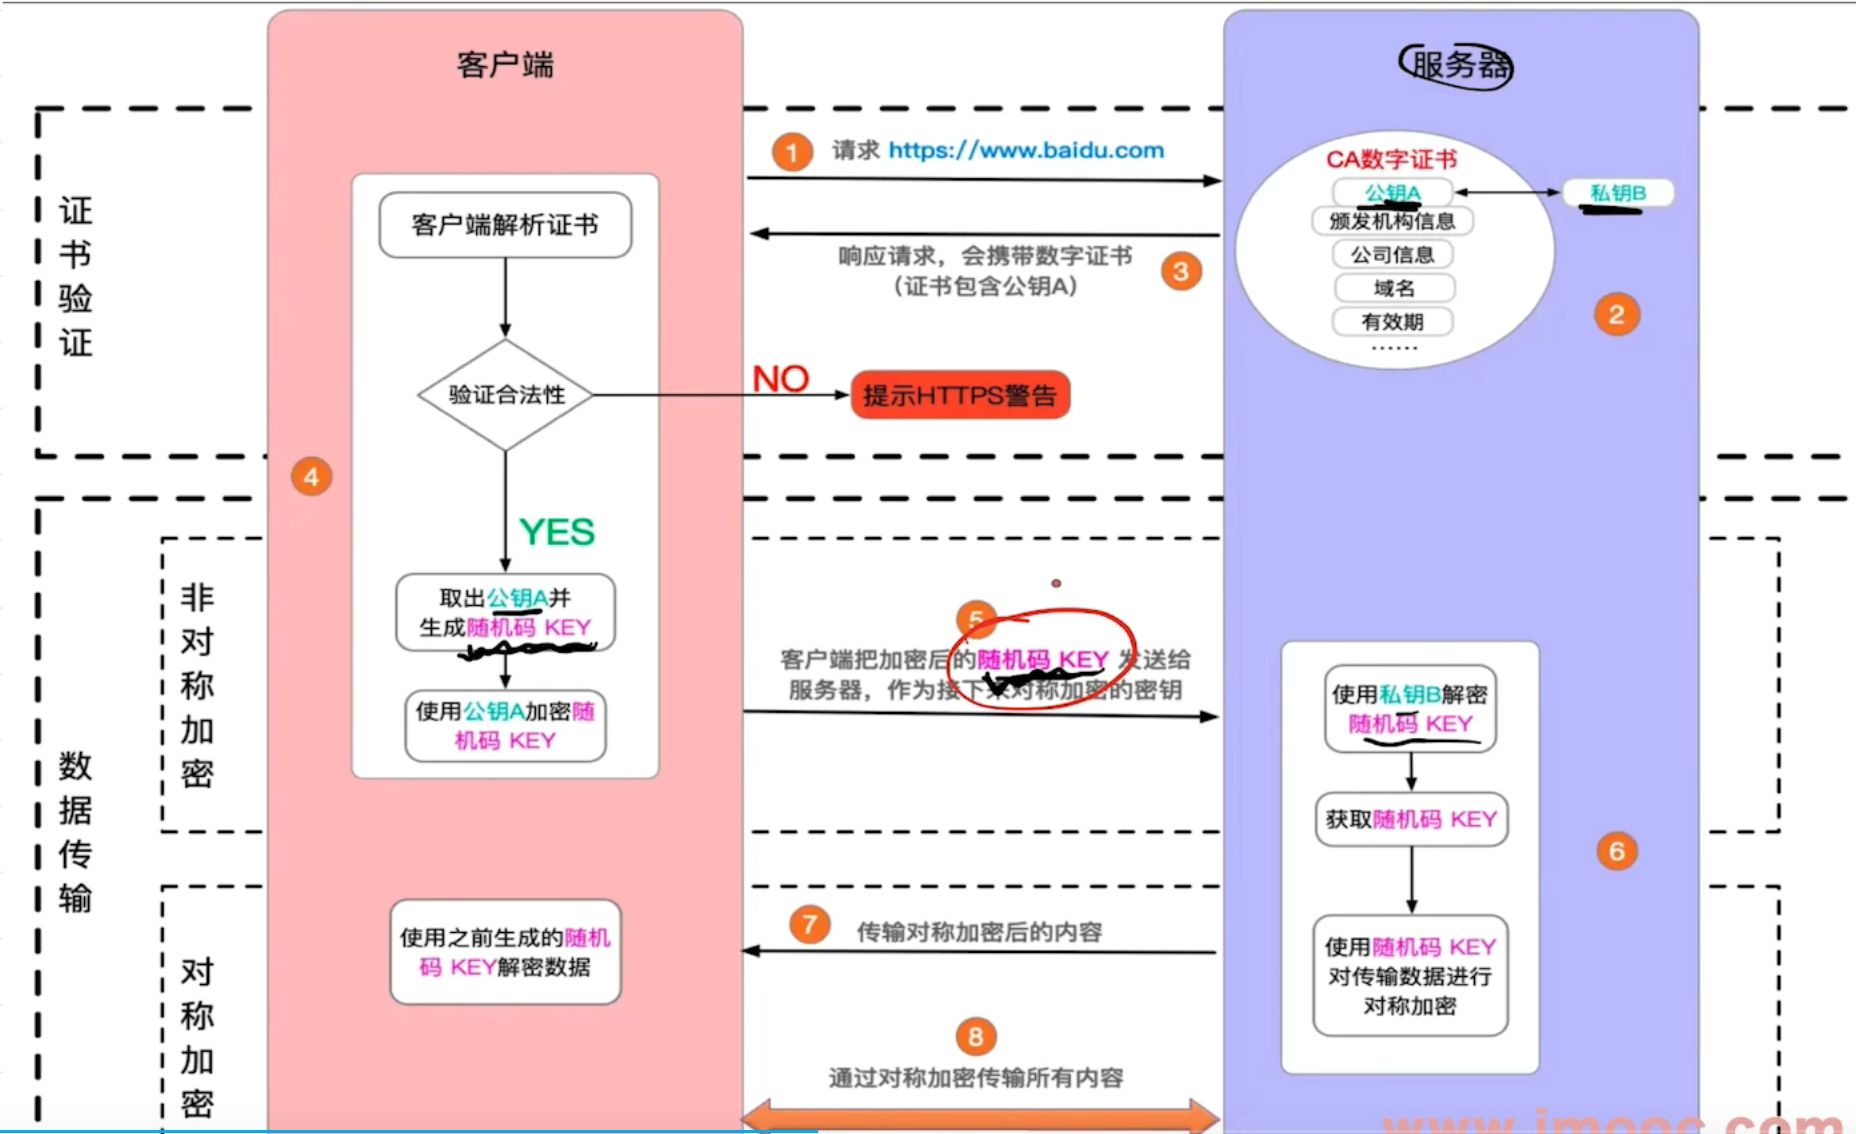 客户端
服务器
证书验证
1
请求 https://www.baidu.com
CA数字证书
公钥A
私钥B
颁发机构信息
公司信息
域名
有效期
......
2
响应请求，会携带数字证书
（证书包含公钥A）
3
客户端解析证书
验证合法性
NO
提示HTTPS警告
4
YES
取出公钥A并
生成随机码 KEY
使用公钥A加密随
机码 KEY
数据传输
非对称加密
5
客户端把加密后的随机码 KEY 发送给
服务器，作为接下来对称加密的密钥
使用私钥B解密
随机码 KEY
获取随机码 KEY
6
使用随机码 KEY
对传输数据进行
对称加密
对称加密
7
传输对称加密后的内容
使用之前生成的随机
码 KEY解密数据
8
通过对称加密传输所有内容
www.imooc.com